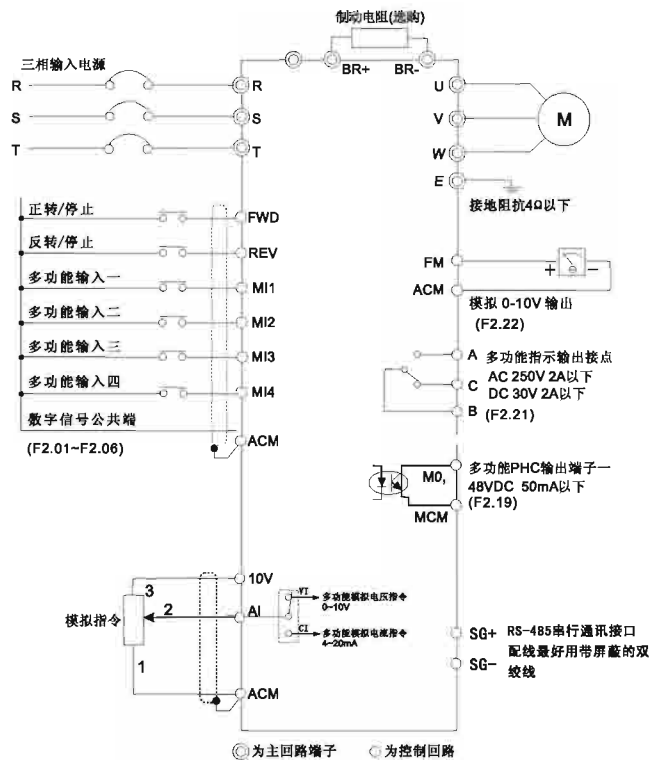 制动电阻(选购)
BR+
BR-
三相输入电源
R
R
S
S
T
T
U
V
W
M
E
接地阻抗4Ω以下
正转/停止
FWD
反转/停止
REV
多功能输入一
MI1
多功能输入二
MI2
多功能输入三
MI3
多功能输入四
MI4
数字信号公共端
ACM
(F2.01~F2.06)
FM
+
−
ACM
模拟 0-10V 输出
(F2.22)
A
多功能指示输出接点
C
AC 250V 2A以下
DC 30V 2A以下
B
(F2.21)
M0,
多功能PHC输出端子一
48VDC 50mA以下
(F2.19)
MCM
3
10V
模拟指令
2
AI
VI
多功能模拟电压指令
0~10V
CI
多功能模拟电流指令
4~20mA
1
ACM
SG+
RS-485串行通讯接口
配线最好用带屏蔽的双
SG−
绞线
为主回路端子
为控制回路